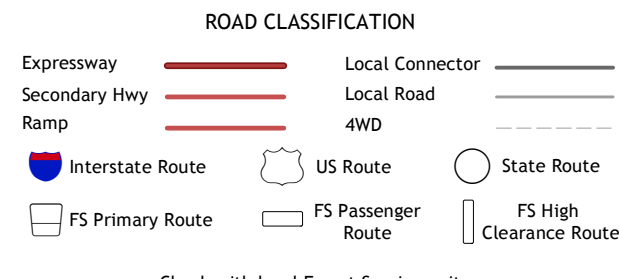 ROAD CLASSIFICATION
Expressway
Local Connector
Secondary Hwy
Local Road
Ramp
4WD
Interstate Route
US Route
State Route
FS Primary Route
FS Passenger
Route
FS High
Clearance Route